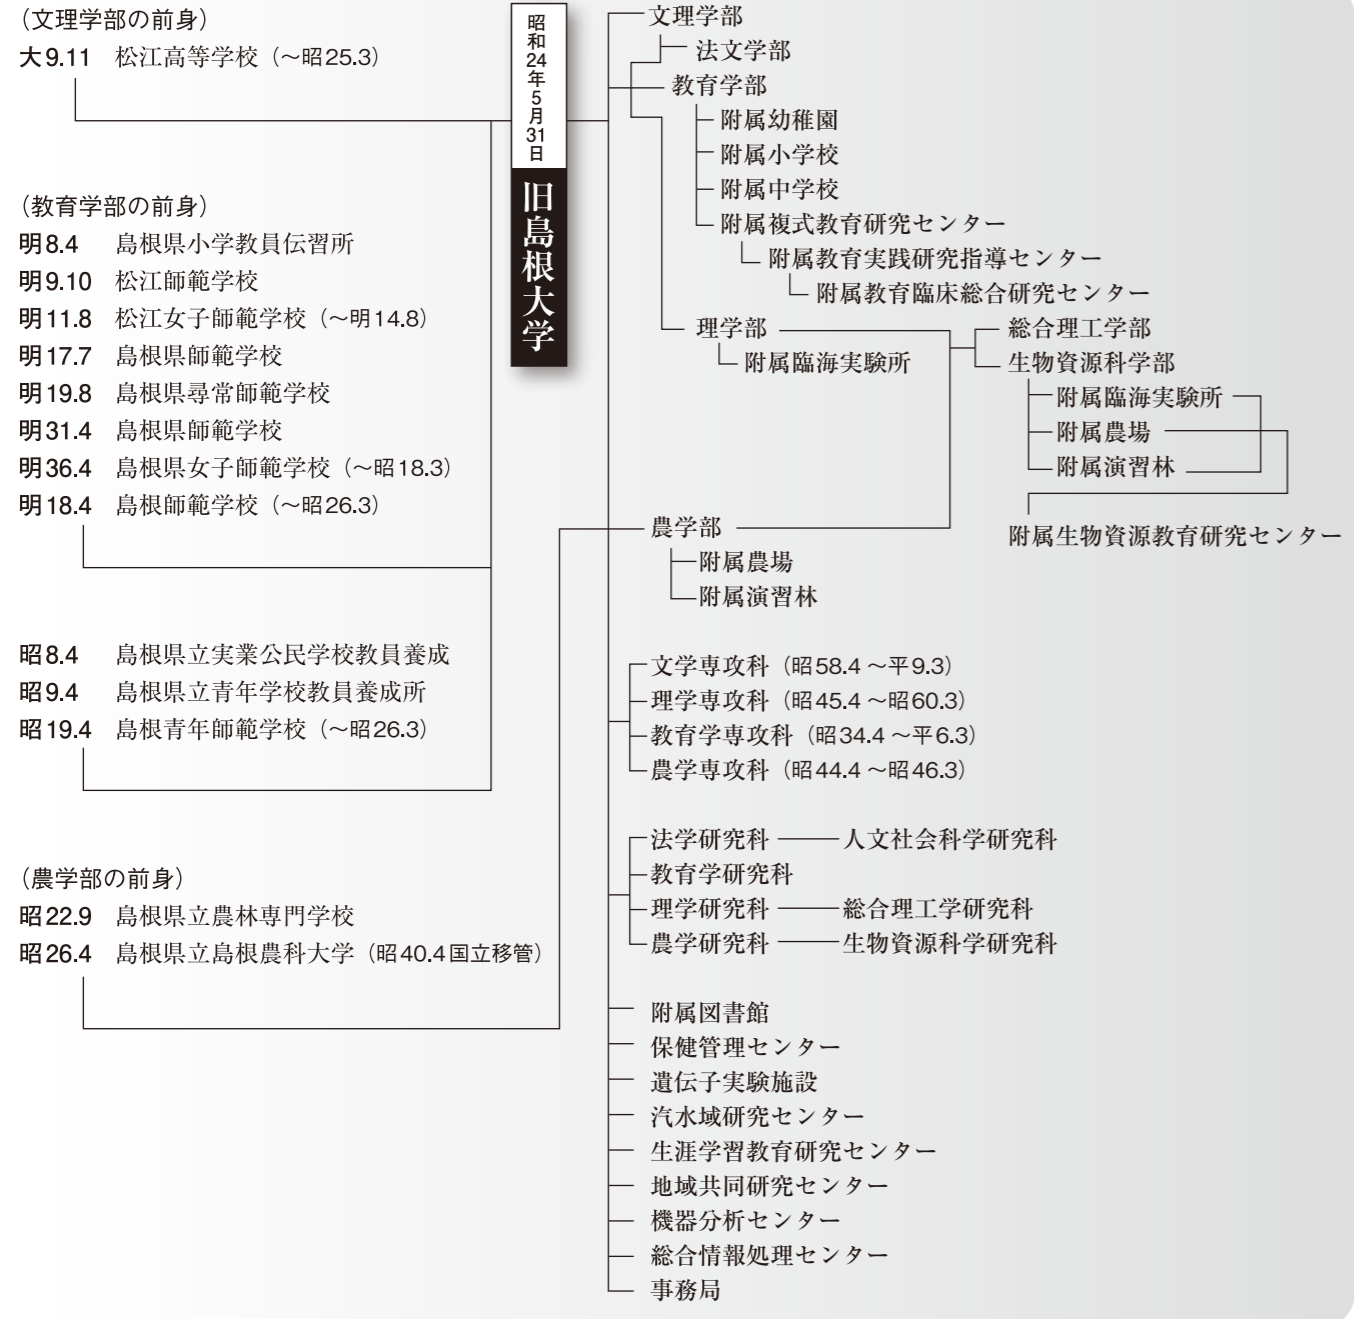 （文理学部の前身）
大9.11 松江高等学校（～昭25.3）
（教育学部の前身）
明8.4 島根県小学教員伝習所
明9.10 松江師範学校
明11.8 松江女子師範学校（～明14.8）
明17.7 島根県師範学校
明19.8 島根県尋常師範学校
明31.4 島根県師範学校
明36.4 島根県女子師範学校（～昭18.3）
明18.4 島根師範学校（～昭26.3）
昭8.4 島根県立実業公民学校教員養成
昭9.4 島根県立青年学校教員養成所
昭19.4 島根青年師範学校（～昭26.3）
（農学部の前身）
昭22.9 島根県立農林専門学校
昭26.4 島根県立島根農科大学（昭40.4国立移管）
昭和24年5月31日
旧島根大学
文理学部
法文学部
教育学部
附属幼稚園
附属小学校
附属中学校
附属複式教育研究センター
附属教育実践研究指導センター
附属教育臨床総合研究センター
理学部
附属臨海実験所
総合理工学部
生物資源科学部
附属臨海実験所
附属農場
附属演習林
附属生物資源教育研究センター
農学部
附属農場
附属演習林
文学専攻科（昭58.4～平9.3）
理学専攻科（昭45.4～昭60.3）
教育学専攻科（昭34.4～平6.3）
農学専攻科（昭44.4～昭46.3）
法学研究科 人文社会科学研究科
教育学研究科
理学研究科 総合理工学研究科
農学研究科 生物資源科学研究科
附属図書館
保健管理センター
遺伝子実験施設
汽水域研究センター
生涯学習教育研究センター
地域共同研究センター
機器分析センター
総合情報処理センター
事務局